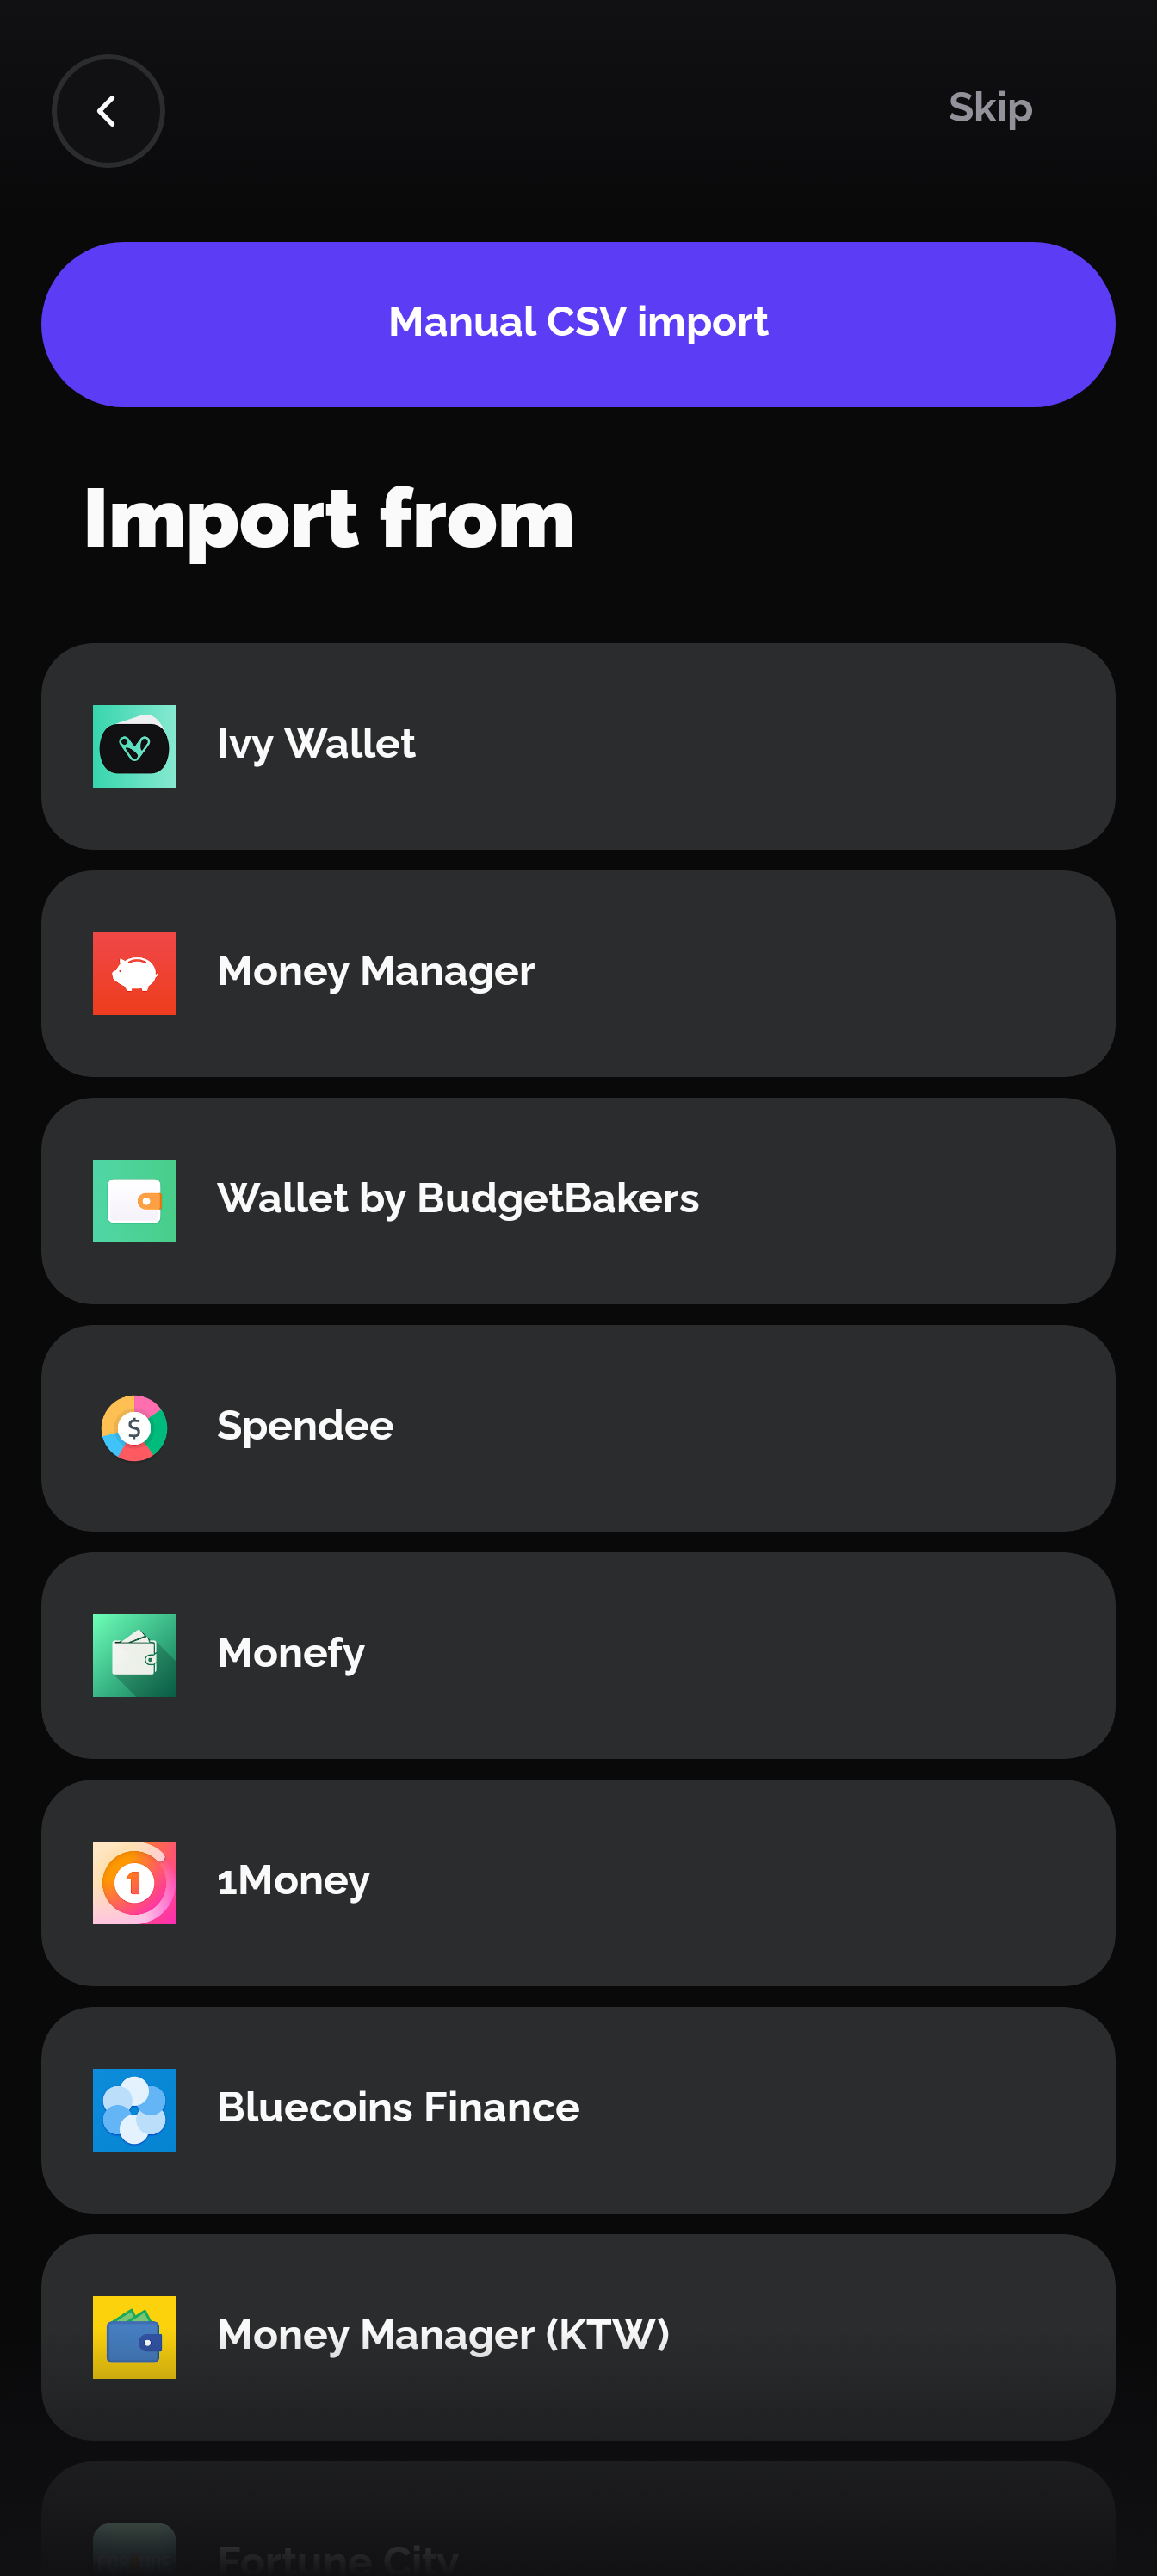 Skip
Manual CSV import
Import from
Ivy Wallet
Money Manager
Wallet by BudgetBakers
$
Spendee
Monefy
1
1Money
Bluecoins Finance
Money Manager (KTW)
Fortune City